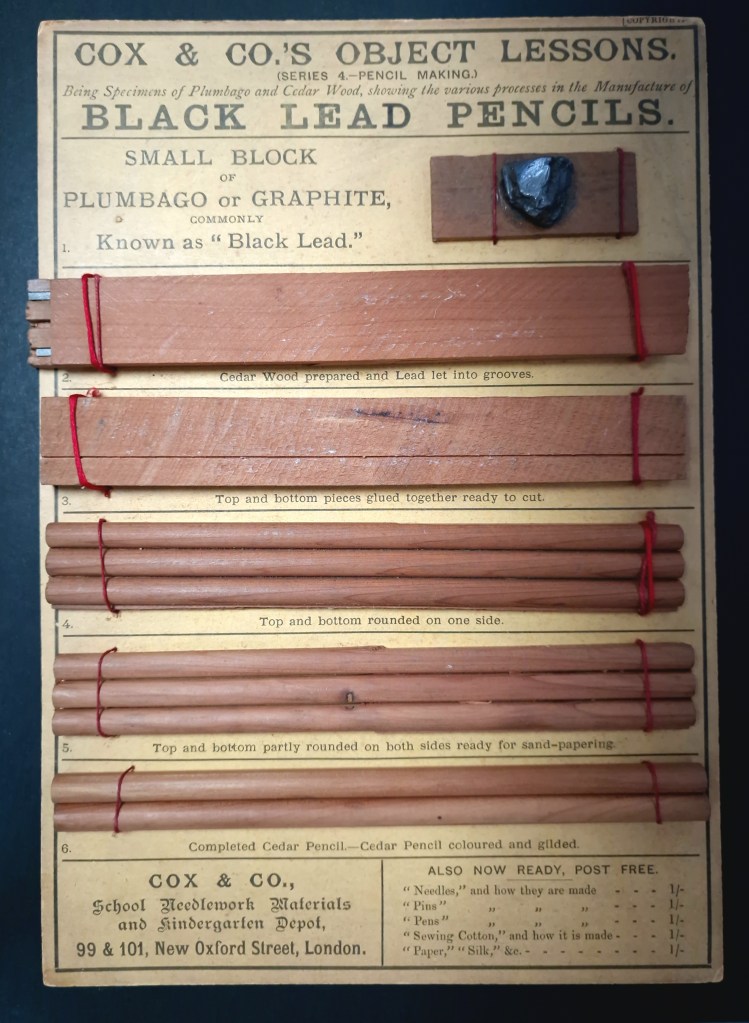 COPYRIGHT
COX & CO.'S OBJECT LESSONS.
(SERIES 4.—PENCIL MAKING.)
Being Specimens of Plumbago and Cedar Wood, showing the various processes in the Manufacture of
BLACK LEAD PENCILS.
SMALL BLOCK
OF
PLUMBAGO or GRAPHITE,
COMMONLY
1. Known as "Black Lead."
2. Cedar Wood prepared and Lead let into grooves.
3. Top and bottom pieces glued together ready to cut.
4. Top and bottom rounded on one side.
5. Top and bottom partly rounded on both sides ready for sand-papering.
6. Completed Cedar Pencil.—Cedar Pencil coloured and gilded.
COX & CO.,
School Needlework Materials
and Kindergarten Depot,
99 & 101, New Oxford Street, London.
ALSO NOW READY, POST FREE.
"Needles," and how they are made - - - 1/-
"Pins" „ „ „ - - - 1/-
"Pens" „ „ „ - - - 1/-
"Sewing Cotton," and how it is made - - - 1/-
"Paper," "Silk," &c. - - - - - - - - 1/-